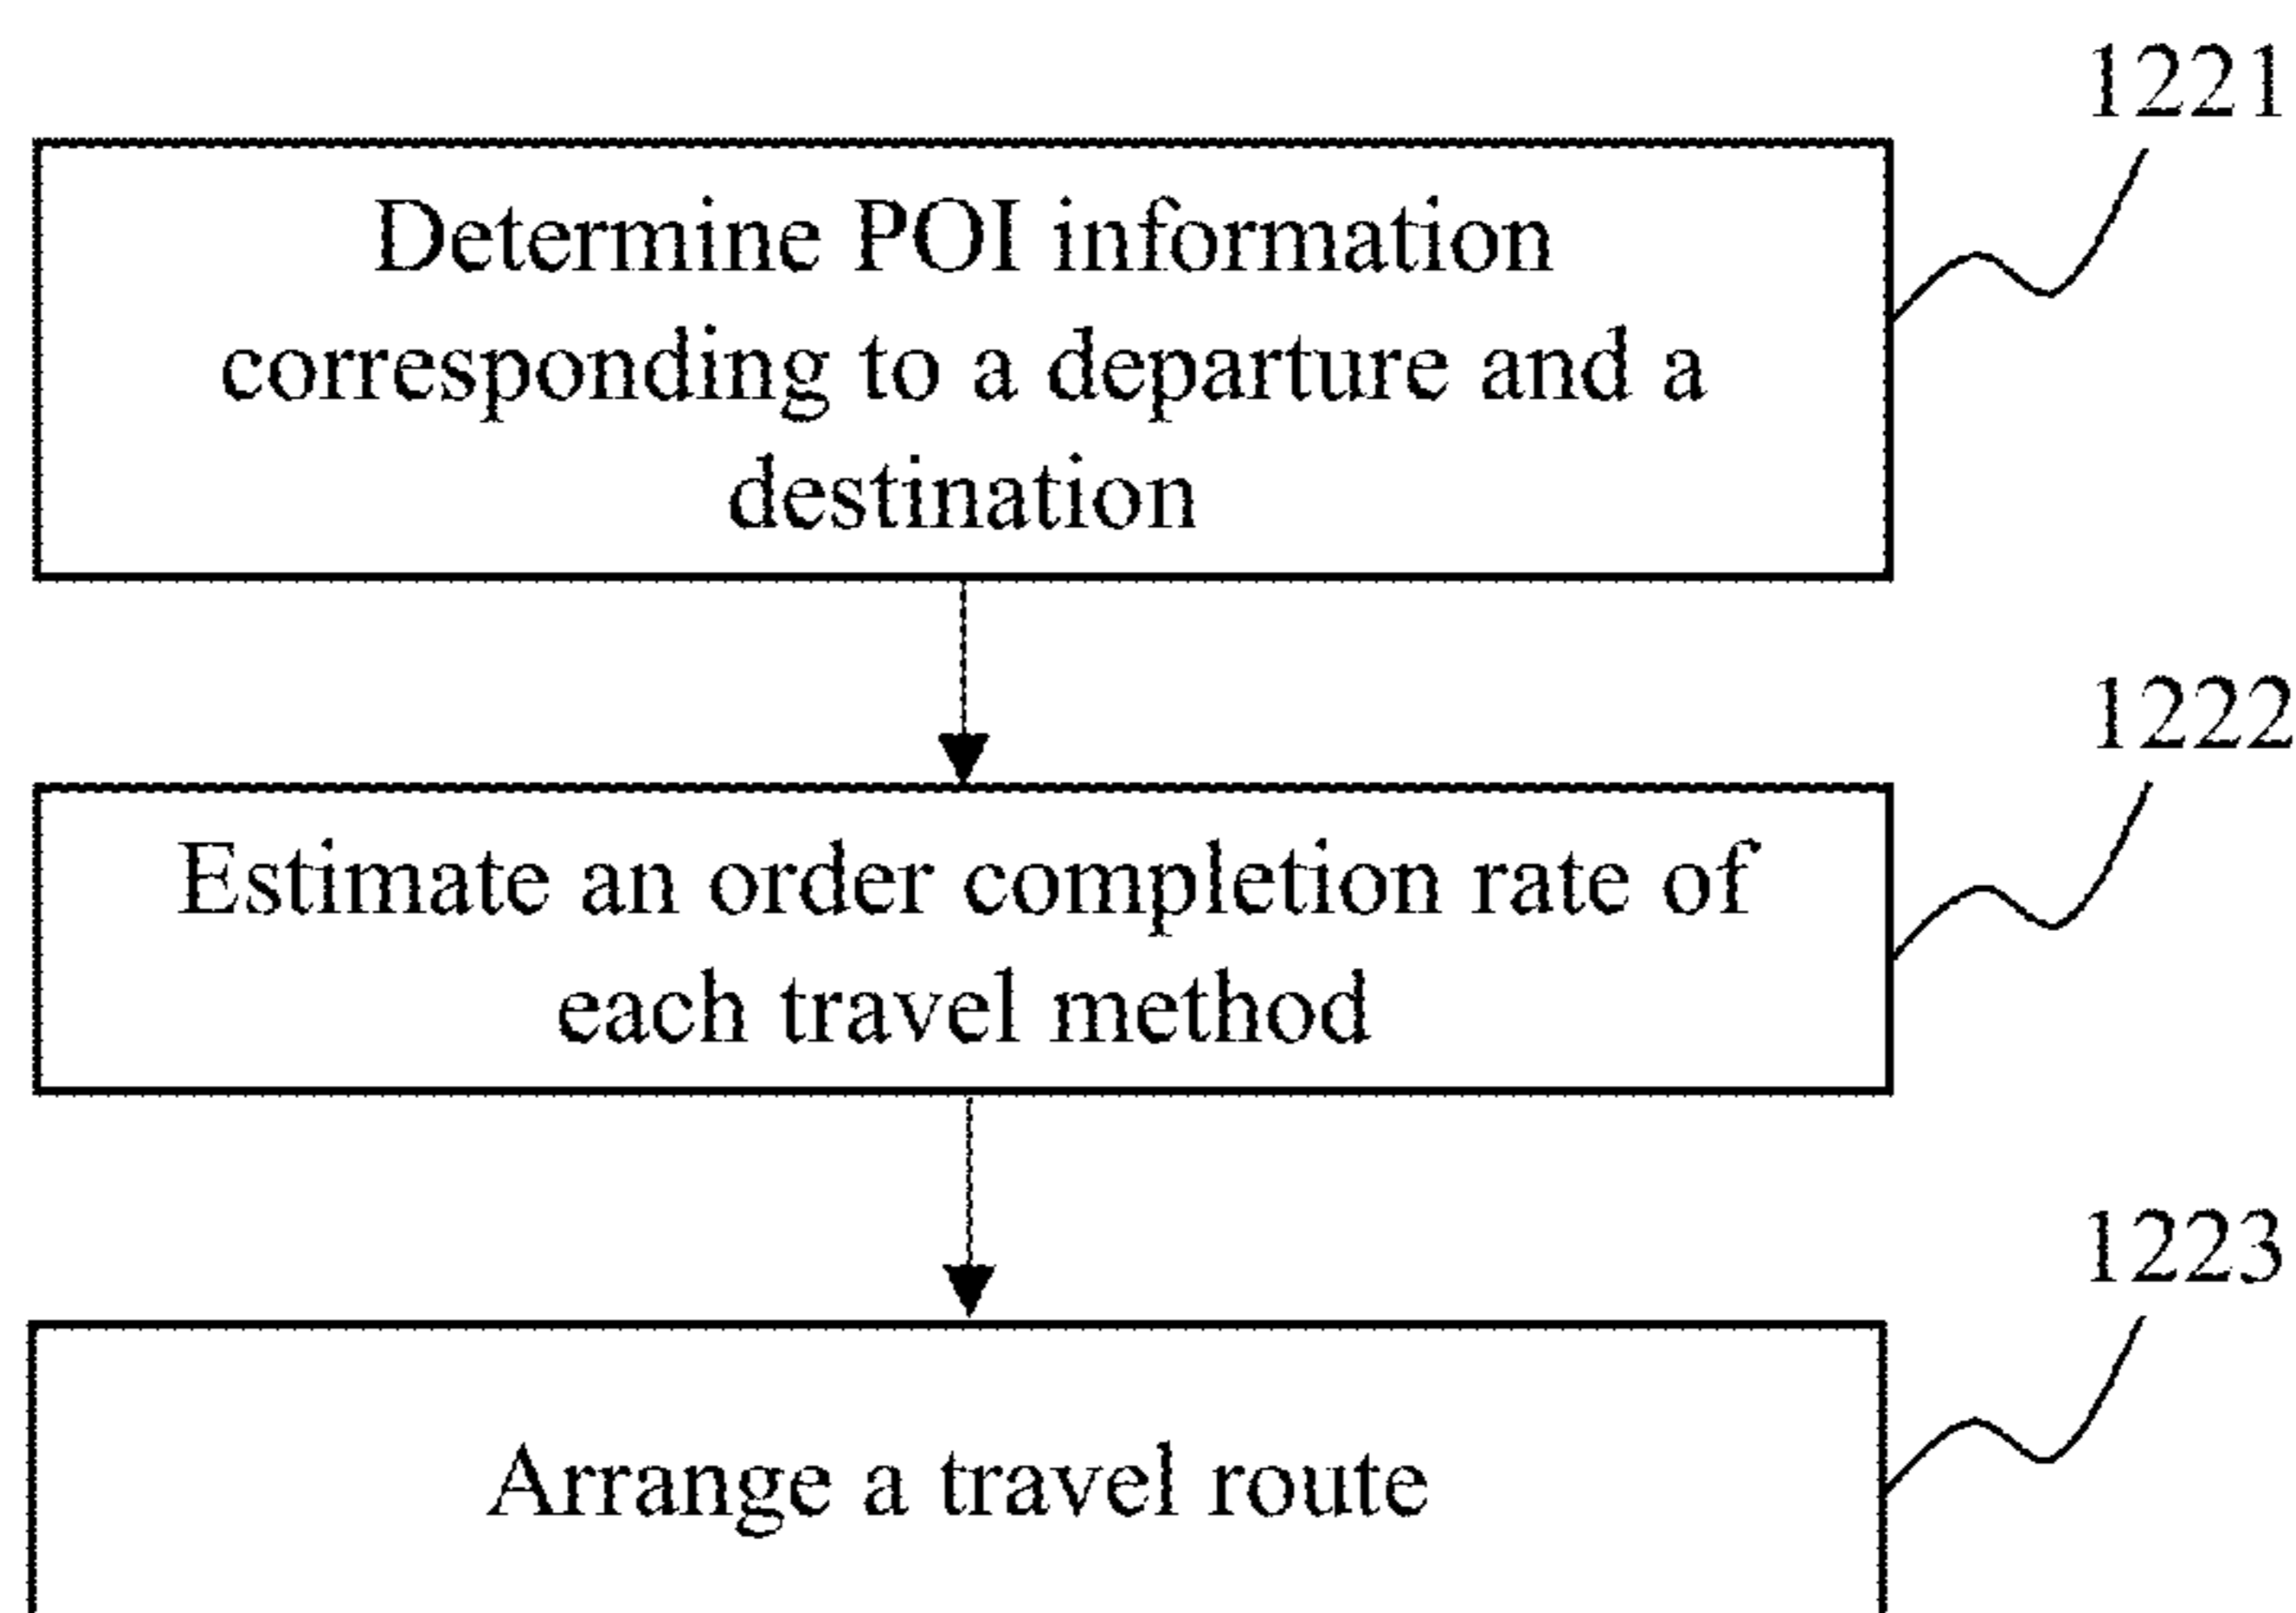 1221
Determine POI information
corresponding to a departure and a
destination
1222
Estimate an order completion rate of
each travel method
1223
Arrange a travel route